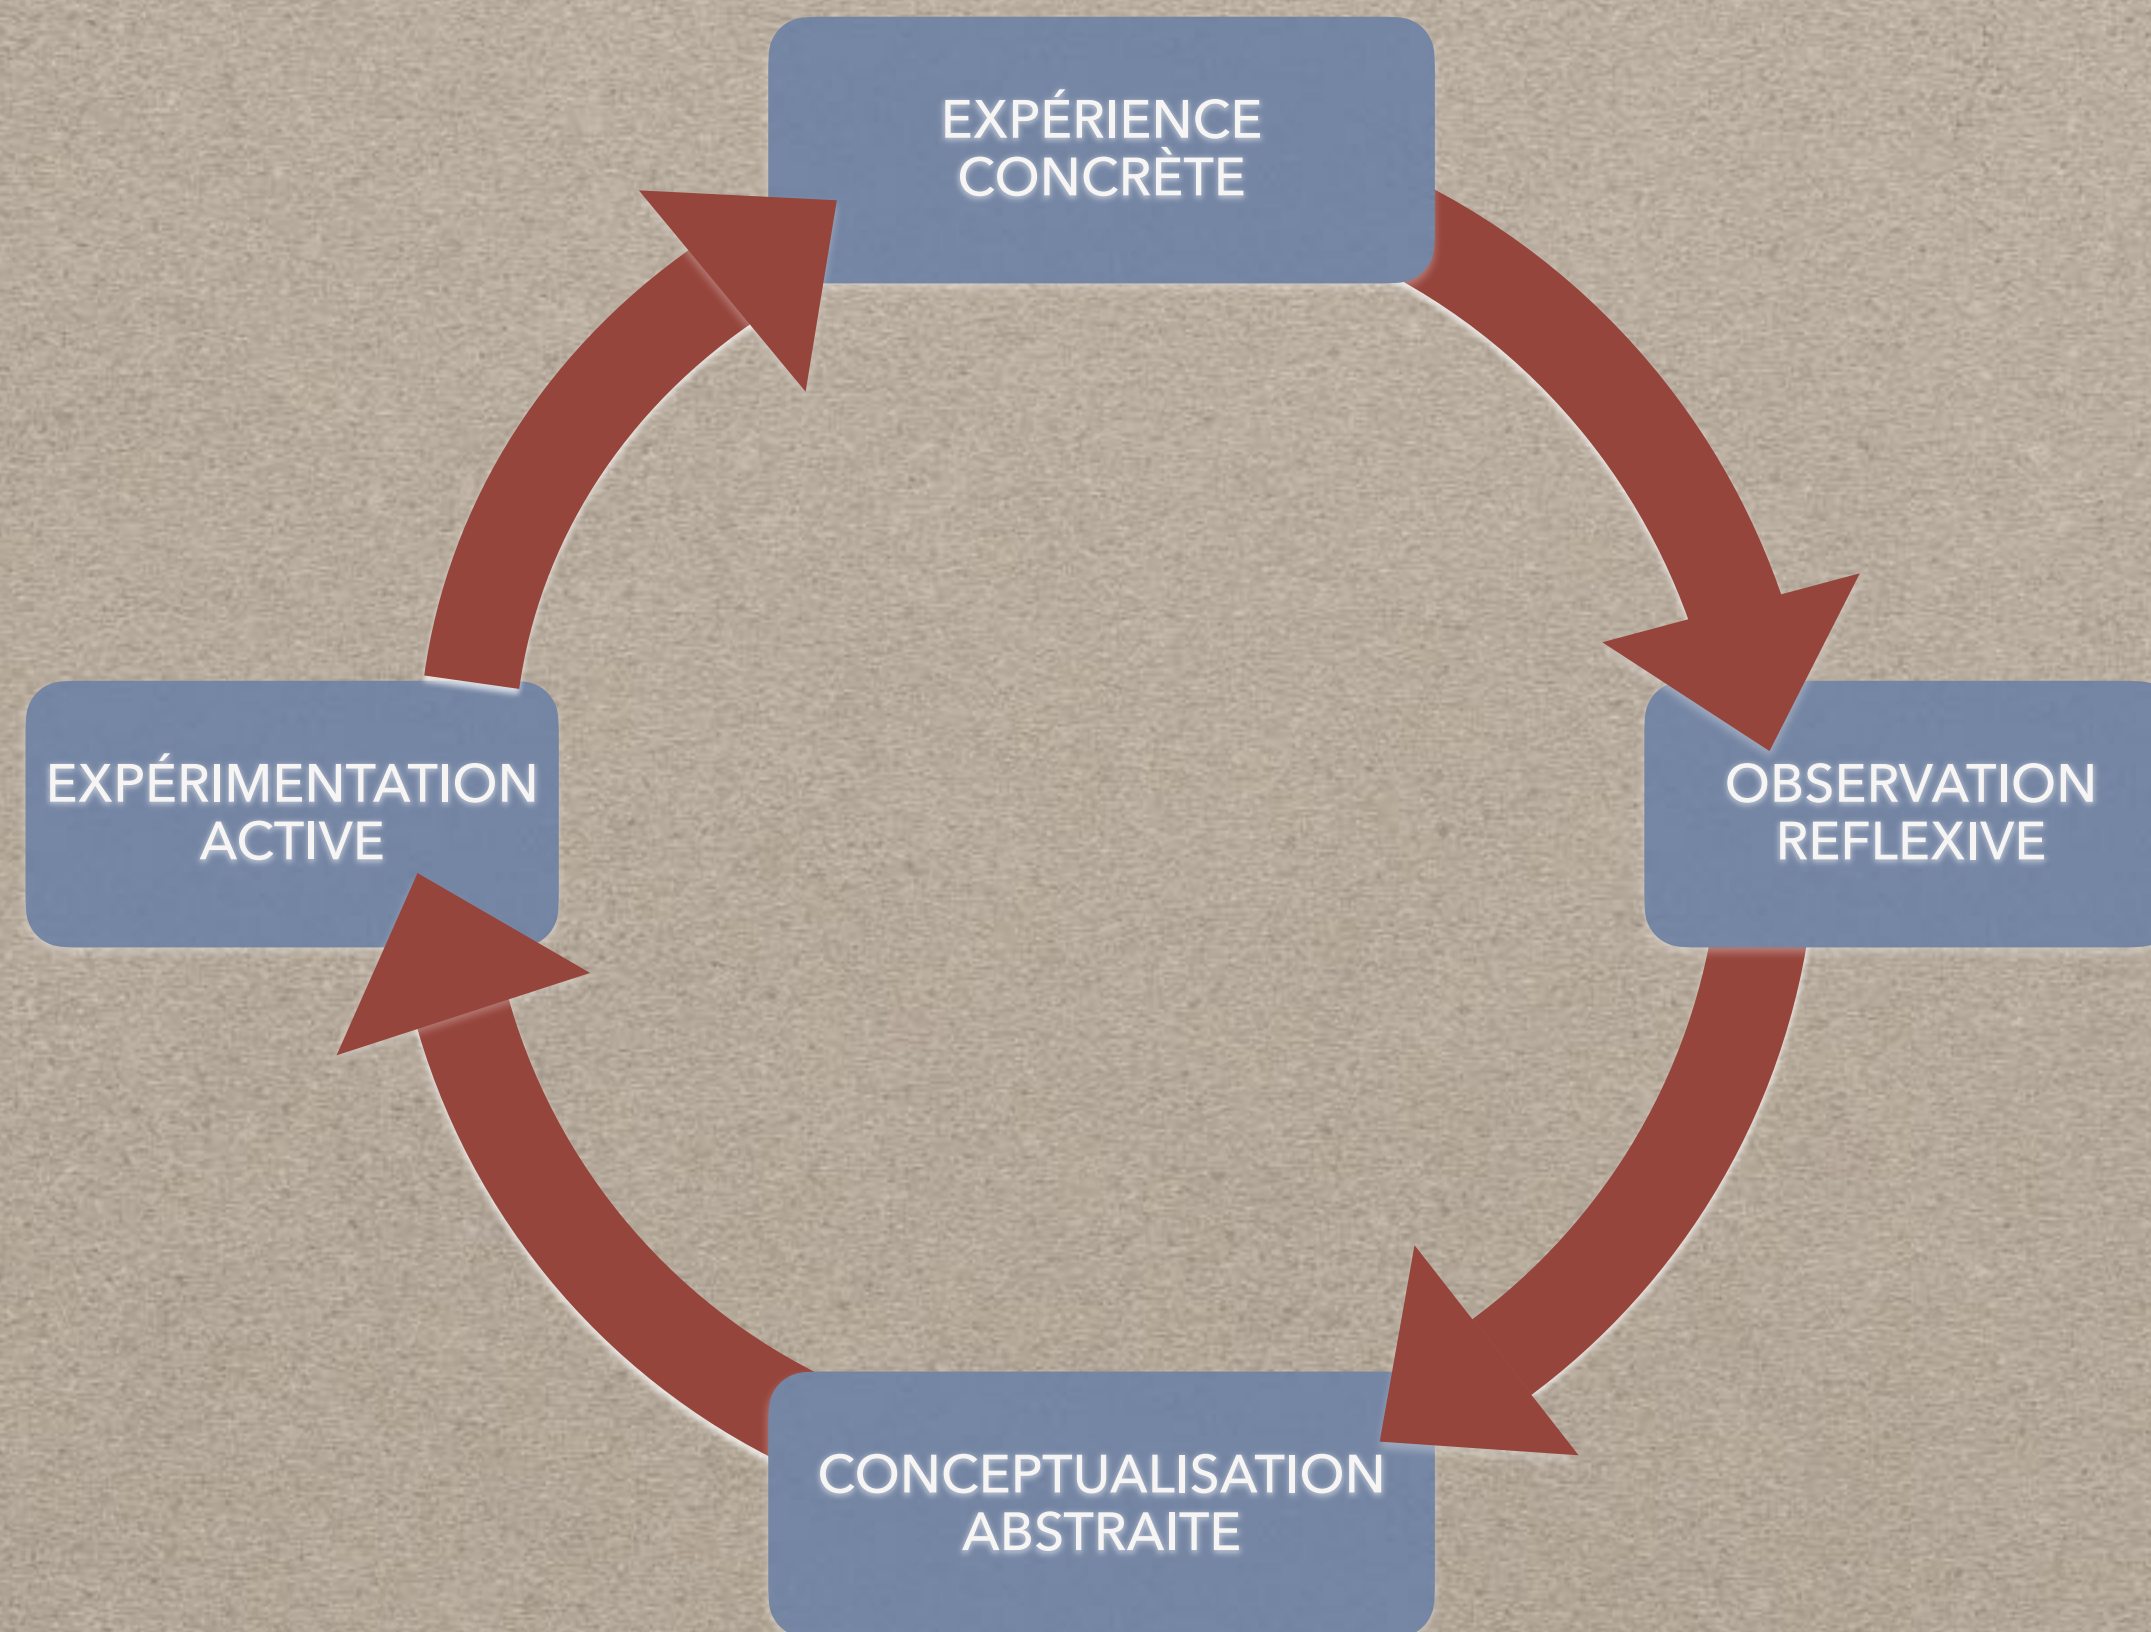 EXPÉRIENCE
CONCRÈTE
EXPÉRIMENTATION
ACTIVE
OBSERVATION
REFLEXIVE
CONCEPTUALISATION
ABSTRAITE